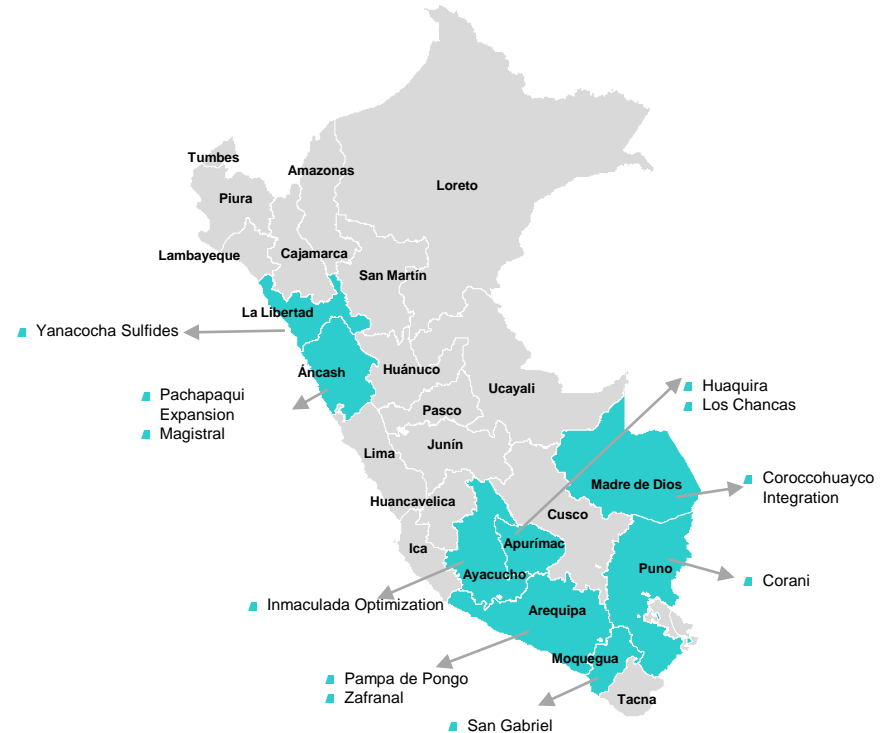 Tumbes
Amazonas
Loreto
Piura
Lambayeque
Cajamarca
San Martín
La Libertad
Yanacocha Sulfides
Áncash
Huánuco
Ucayali
Huaquira
Los Chancas
Pachapaqui
Expansion
Magistral
Pasco
Junín
Lima
Madre de Dios
Coroccohuayco
Integration
Huancavelica
Cusco
Ica
Apurímac
Ayacucho
Puno
Corani
Inmaculada Optimization
Arequipa
Moquegua
Pampa de Pongo
Zafranal
Tacna
San Gabriel